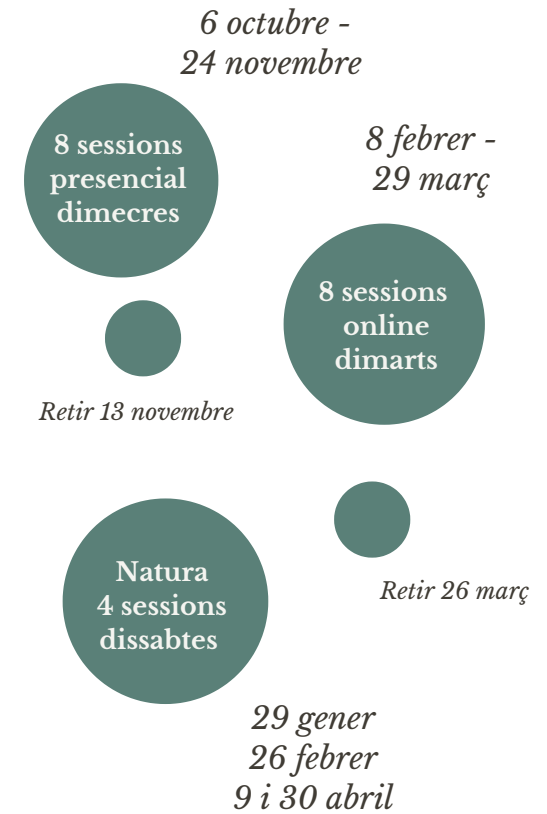 6 octubre -
24 novembre
8 sessions
presencial
dimecres
8 febrer -
29 març
8 sessions
online
dimarts
Retir 13 novembre
Retir 26 març
Natura
4 sessions
dissabtes
29 gener
26 febrer
9 i 30 abril